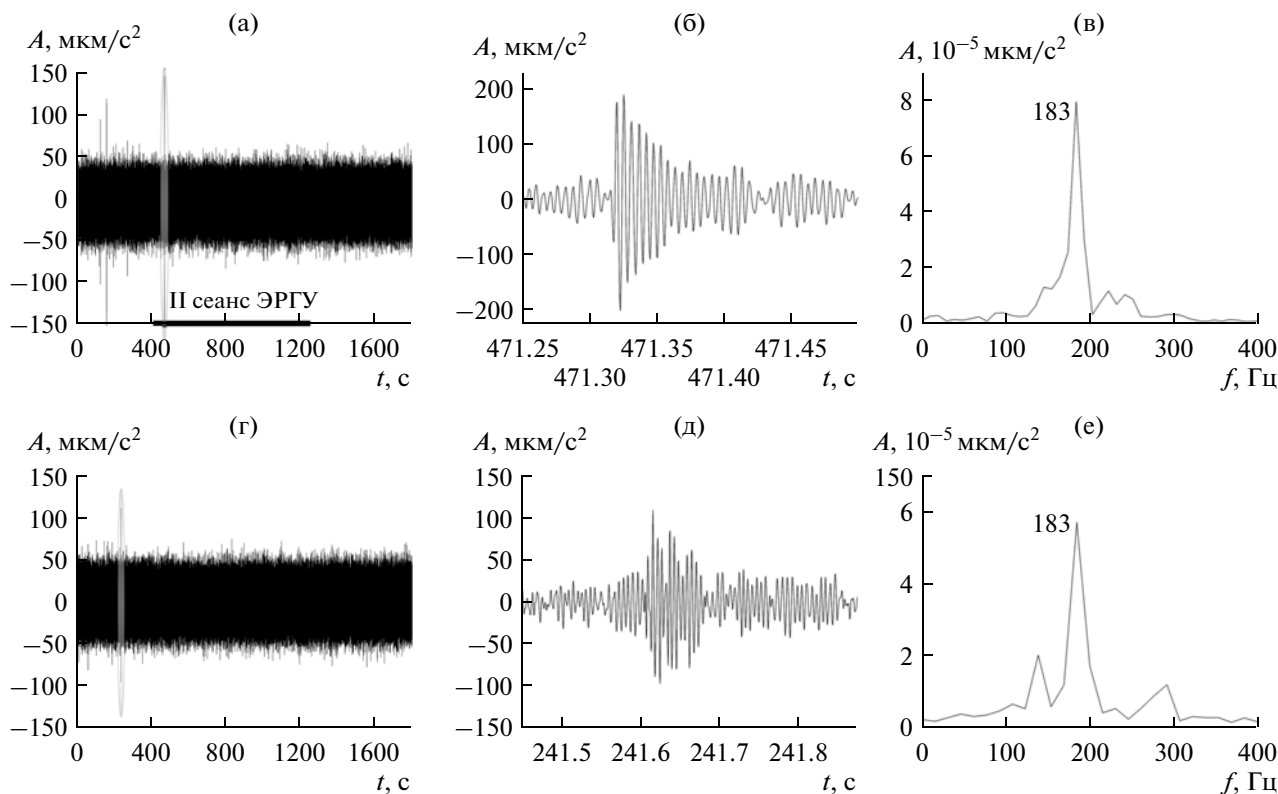 (а)
A, мкм/с²
150
100
50
0
−50
−100
−150
II сеанс ЭРГУ
0 400 800 1200 1600
t, с
(б)
A, мкм/с²
200
100
0
−100
−200
471.25 471.35 471.45
471.30 471.40 t, с
(в)
A, 10⁻⁵ мкм/с²
8
6
4
2
0
183
0 100 200 300 400
f, Гц
(г)
A, мкм/с²
150
100
50
0
−50
−100
−150
0 400 800 1200 1600
t, с
(д)
A, мкм/с²
150
100
50
0
−50
−100
−150
241.5 241.6 241.7 241.8
t, с
(е)
A, 10⁻⁵ мкм/с²
150
6
4
2
0
183
0 100 200 300 400
f, Гц